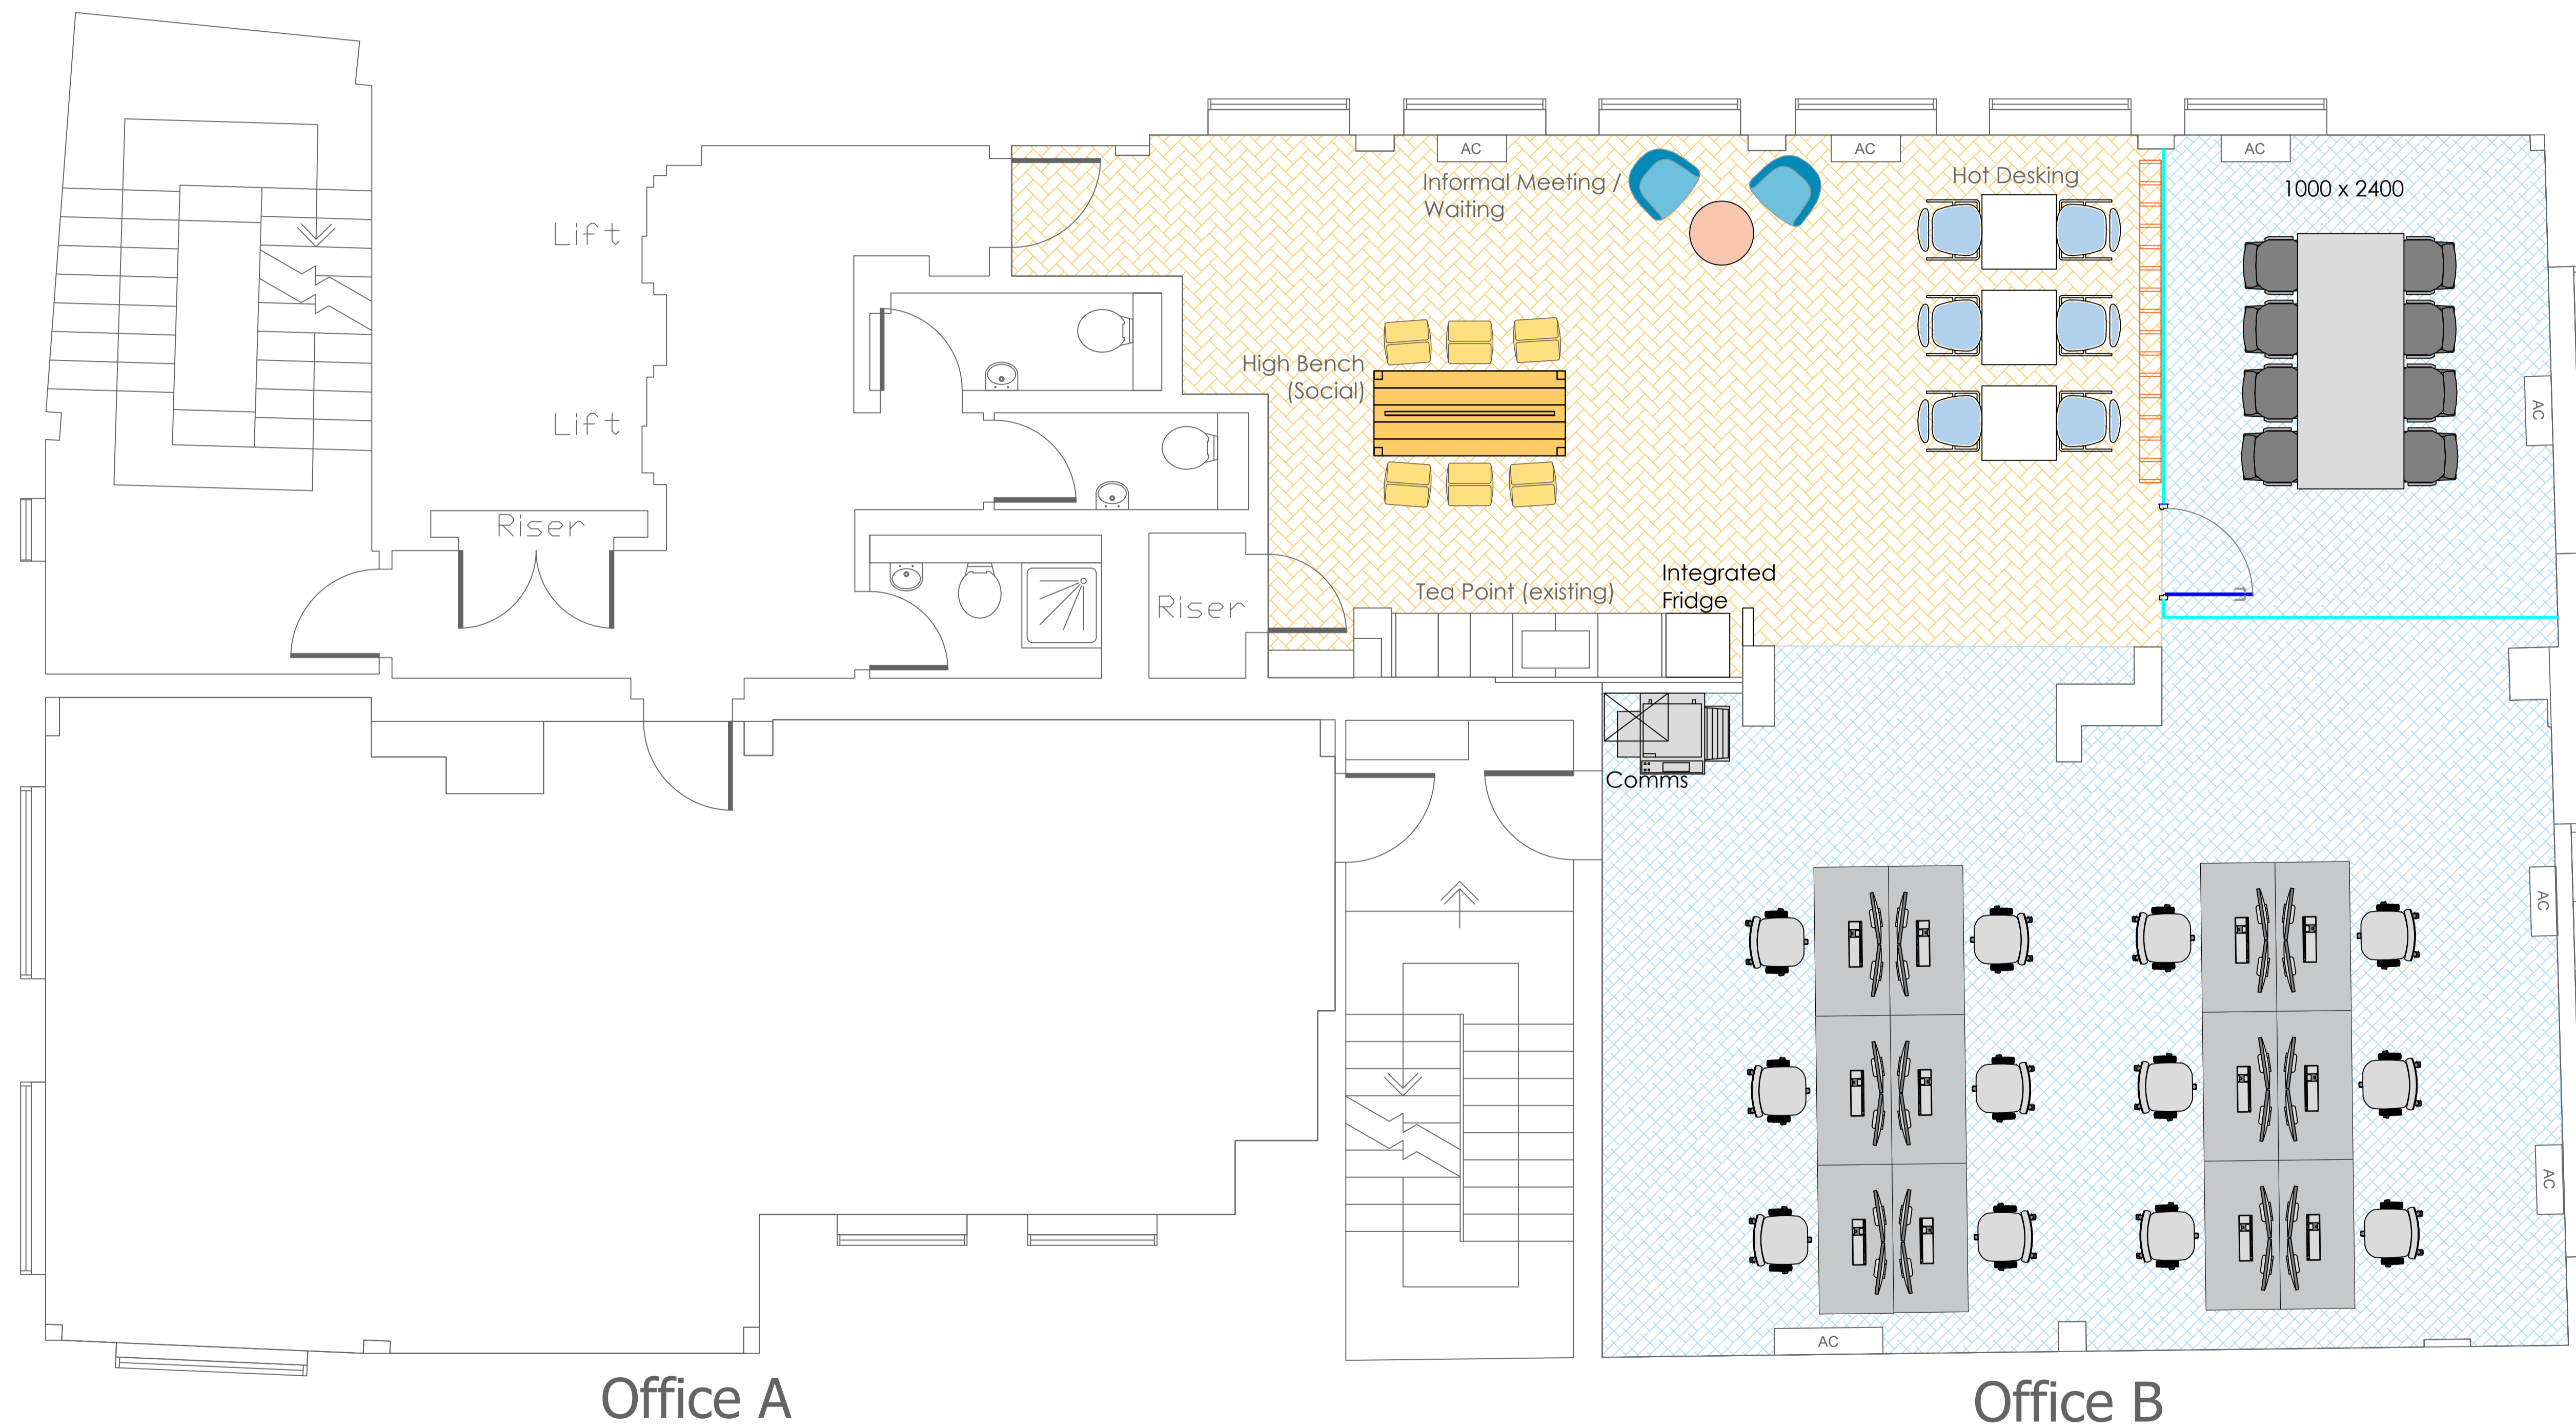 AC
AC
AC
Informal Meeting /
Waiting
Hot Desking
1000 x 2400
Lift
High Bench
(Social)
AC
Lift
Riser
Integrated
Fridge
Tea Point (existing)
Riser
Comms
AC
AC
AC
Office A
Office B